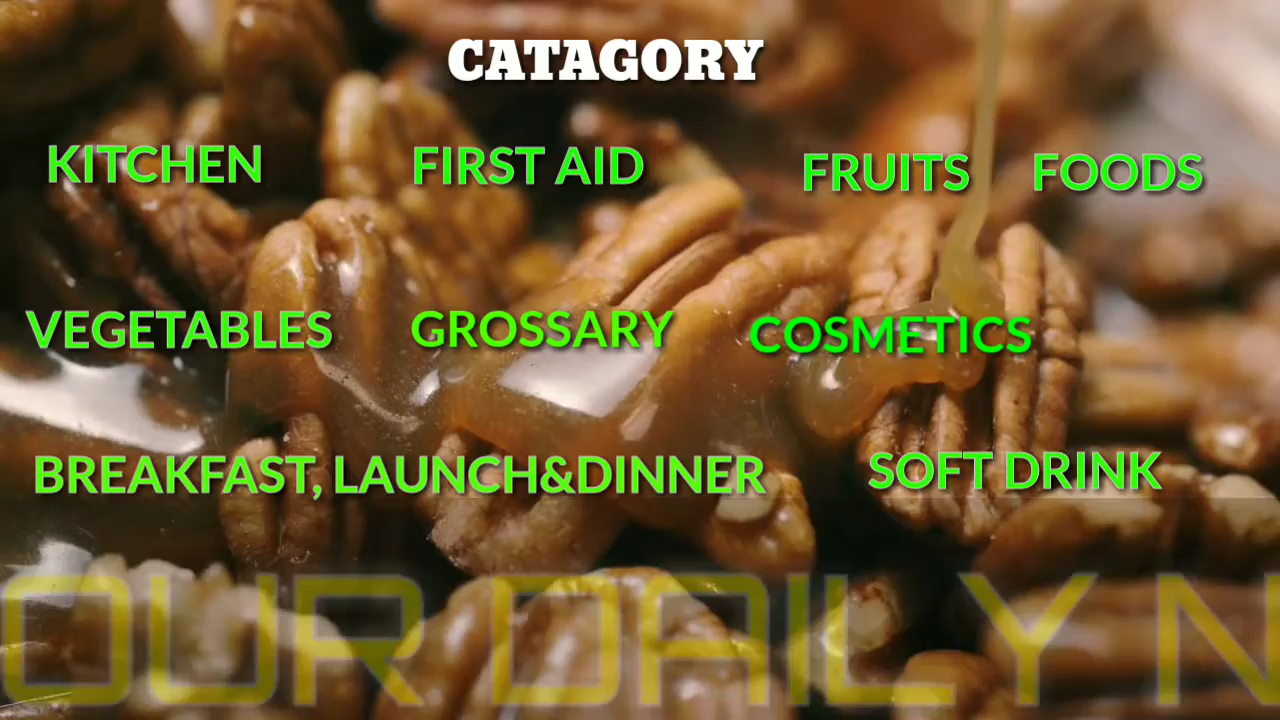 CATAGORY
KITCHEN FIRST AID FRUITS FOODS
VEGETABLES GROSSARY COSMETICS
BREAKFAST, LAUNCH&DINNER SOFT DRINK
OUR DAILY N